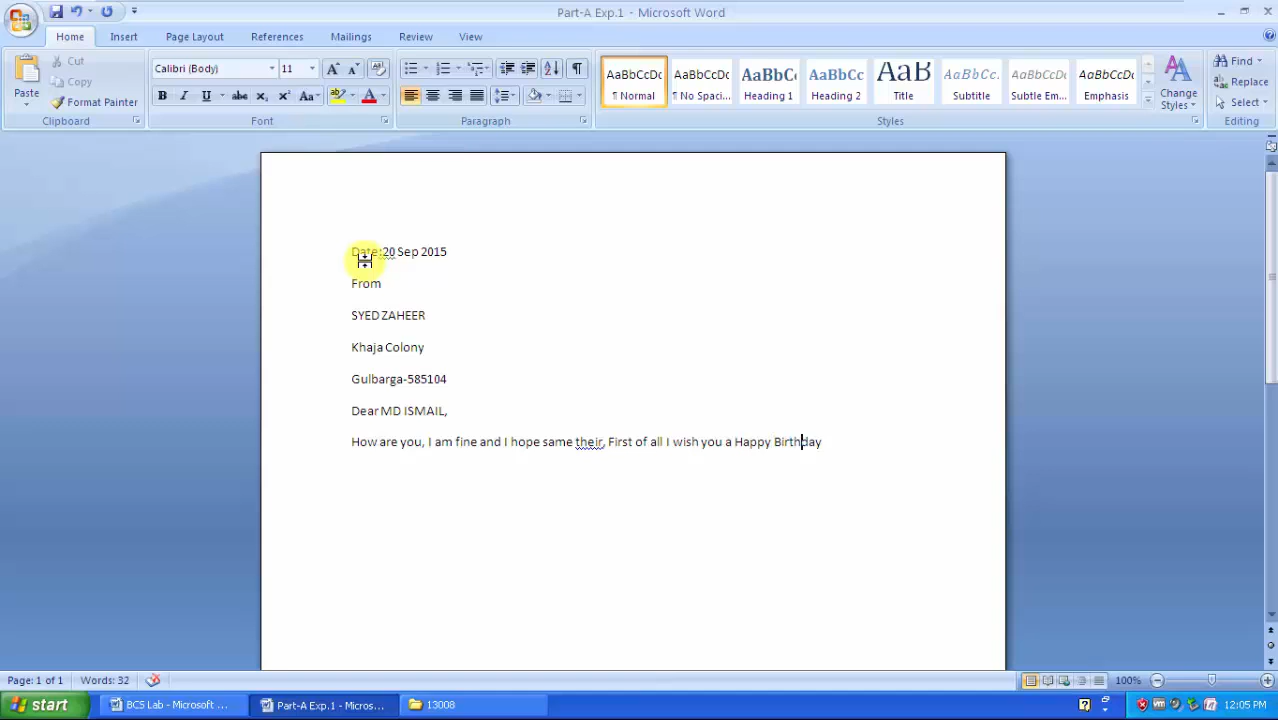 Part-A Exp.1 - Microsoft Word
Home Insert Page Layout References Mailings Review View
Paste
Cut
Copy
Format Painter
Clipboard
Calibri (Body) 11
Font
Paragraph
AaBbCcDc AaBbCcDc AaBbC AaBbCc AaB AaBbCc. AaBbCcDc AaBbCcDc
¶ Normal ¶ No Spaci... Heading 1 Heading 2 Title Subtitle Subtle Em... Emphasis
Styles
Change
Styles
Find
Replace
Select
Editing
Date:20 Sep 2015
From
SYED ZAHEER
Khaja Colony
Gulbarga-585104
Dear MD ISMAIL,
How are you, I am fine and I hope same their, First of all I wish you a Happy Birthday
Page: 1 of 1 Words: 32 100%
start BCS Lab - Microsoft ... Part-A Exp.1 - Micros... 13008 12:05 PM